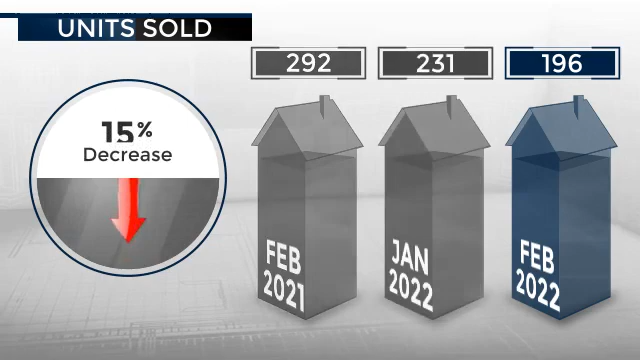 UNITS SOLD
292
231
196
15%
Decrease
FEB
2021
JAN
2022
FEB
2022